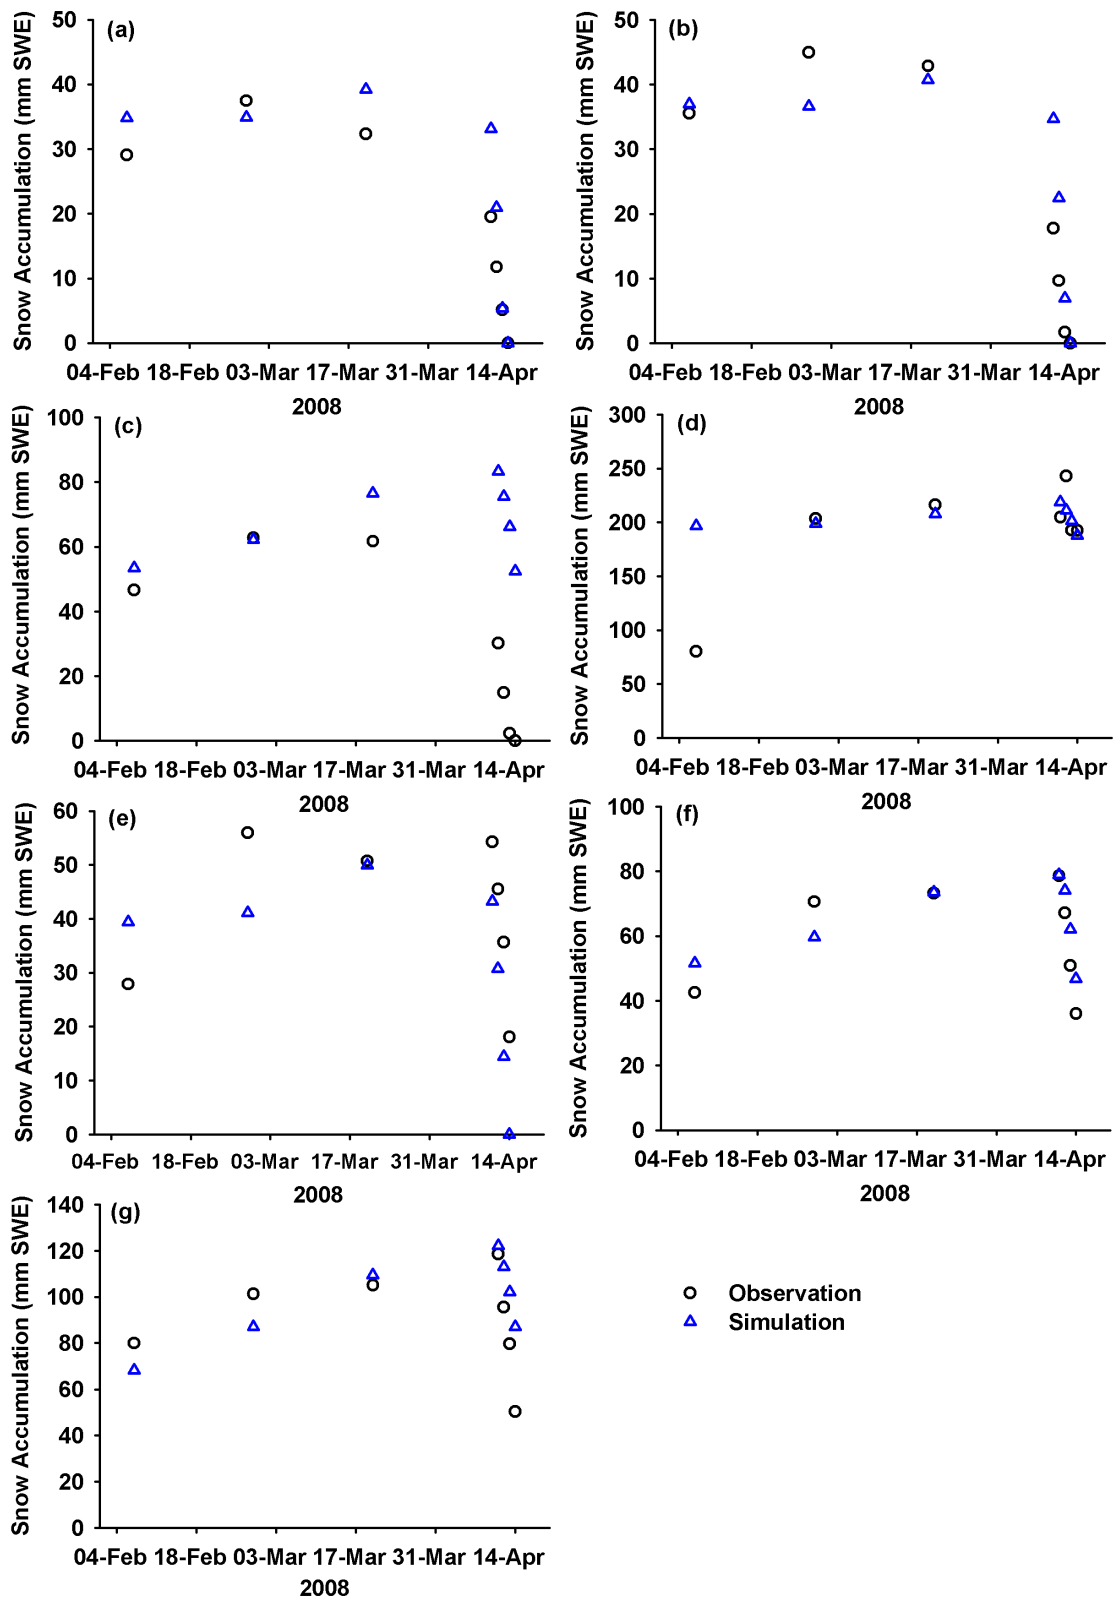 (a)
Snow Accumulation (mm SWE)
50
40
30
20
10
0
04-Feb 18-Feb 03-Mar 17-Mar 31-Mar 14-Apr
2008
(b)
Snow Accumulation (mm SWE)
50
40
30
20
10
0
04-Feb 18-Feb 03-Mar 17-Mar 31-Mar 14-Apr
2008
(c)
Snow Accumulation (mm SWE)
100
80
60
40
20
0
04-Feb 18-Feb 03-Mar 17-Mar 31-Mar 14-Apr
2008
(d)
Snow Accumulation (mm SWE)
300
250
200
150
100
50
0
04-Feb 18-Feb 03-Mar 17-Mar 31-Mar 14-Apr
2008
(e)
Snow Accumulation (mm SWE)
60
50
40
30
20
10
0
04-Feb 18-Feb 03-Mar 17-Mar 31-Mar 14-Apr
2008
(f)
Snow Accumulation (mm SWE)
100
80
60
40
20
0
04-Feb 18-Feb 03-Mar 17-Mar 31-Mar 14-Apr
2008
(g)
Snow Accumulation (mm SWE)
140
120
100
80
60
40
20
0
04-Feb 18-Feb 03-Mar 17-Mar 31-Mar 14-Apr
2008
Observation
Simulation